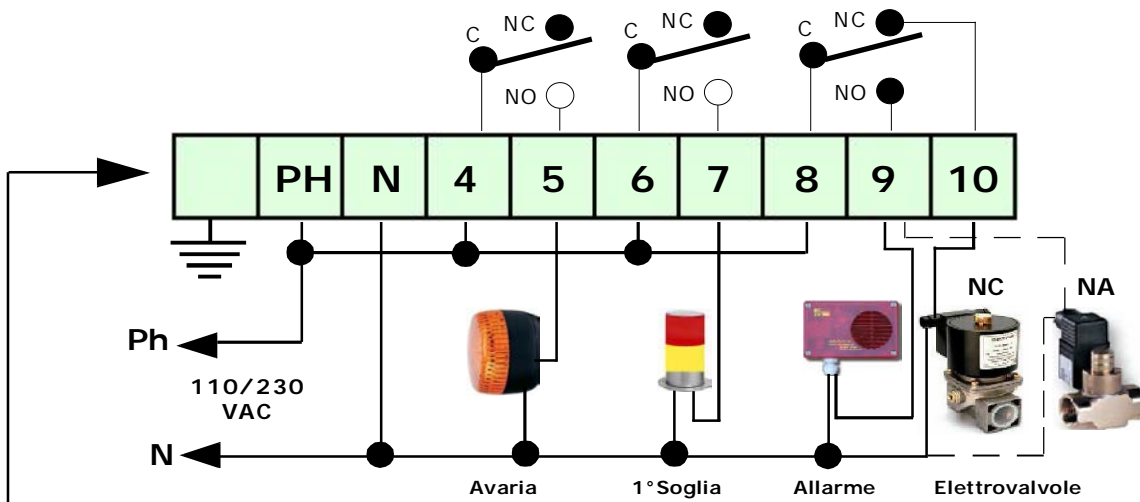 C NC NO
C NC NO
C NC NO
PH N 4 5 6 7 8 9 10
NC NA
Ph
110/230
VAC
N
Avaria 1°Soglia Allarme Elettrovalvole